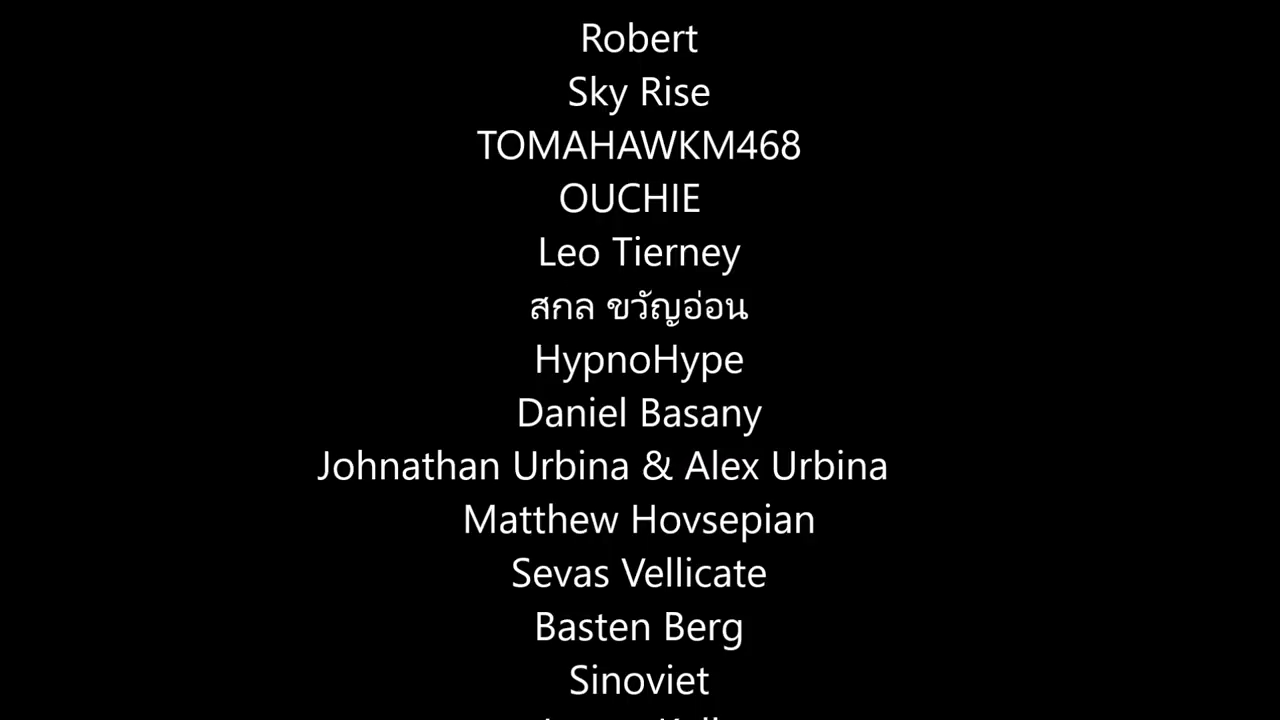 Robert
Sky Rise
TOMAHAWKM468
OUCHIE
Leo Tierney
สกล ขวัญอ่อน
HypnoHype
Daniel Basany
Johnathan Urbina & Alex Urbina
Matthew Hovsepian
Sevas Vellicate
Basten Berg
Sinoviet